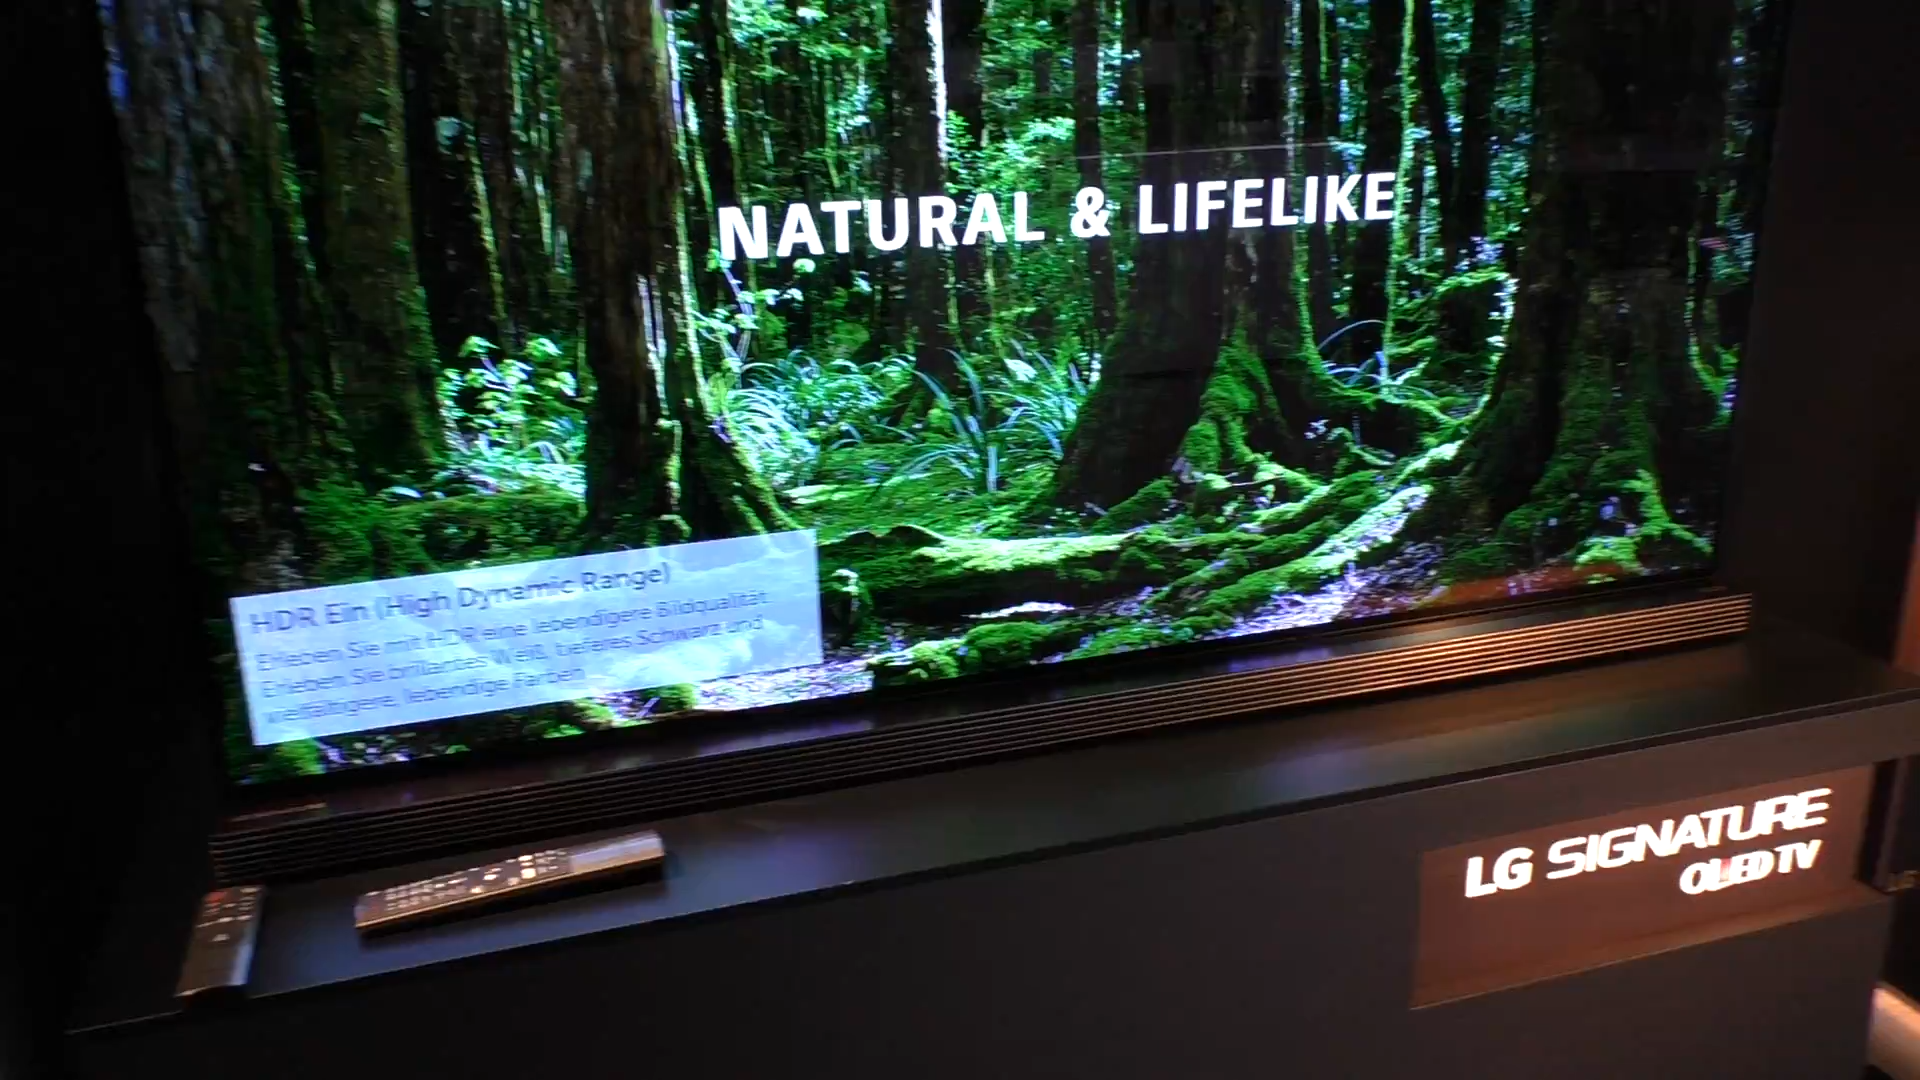 NATURAL & LIFELIKE
HDR Ein (High Dynamic Range)
Erleben Sie mit HDR eine lebendigere Bildqualität.
Erleben Sie brillantes Weiß, tieferes Schwarz und
vielfältigere, lebendige Farben
LG SIGNATURE
OLED TV